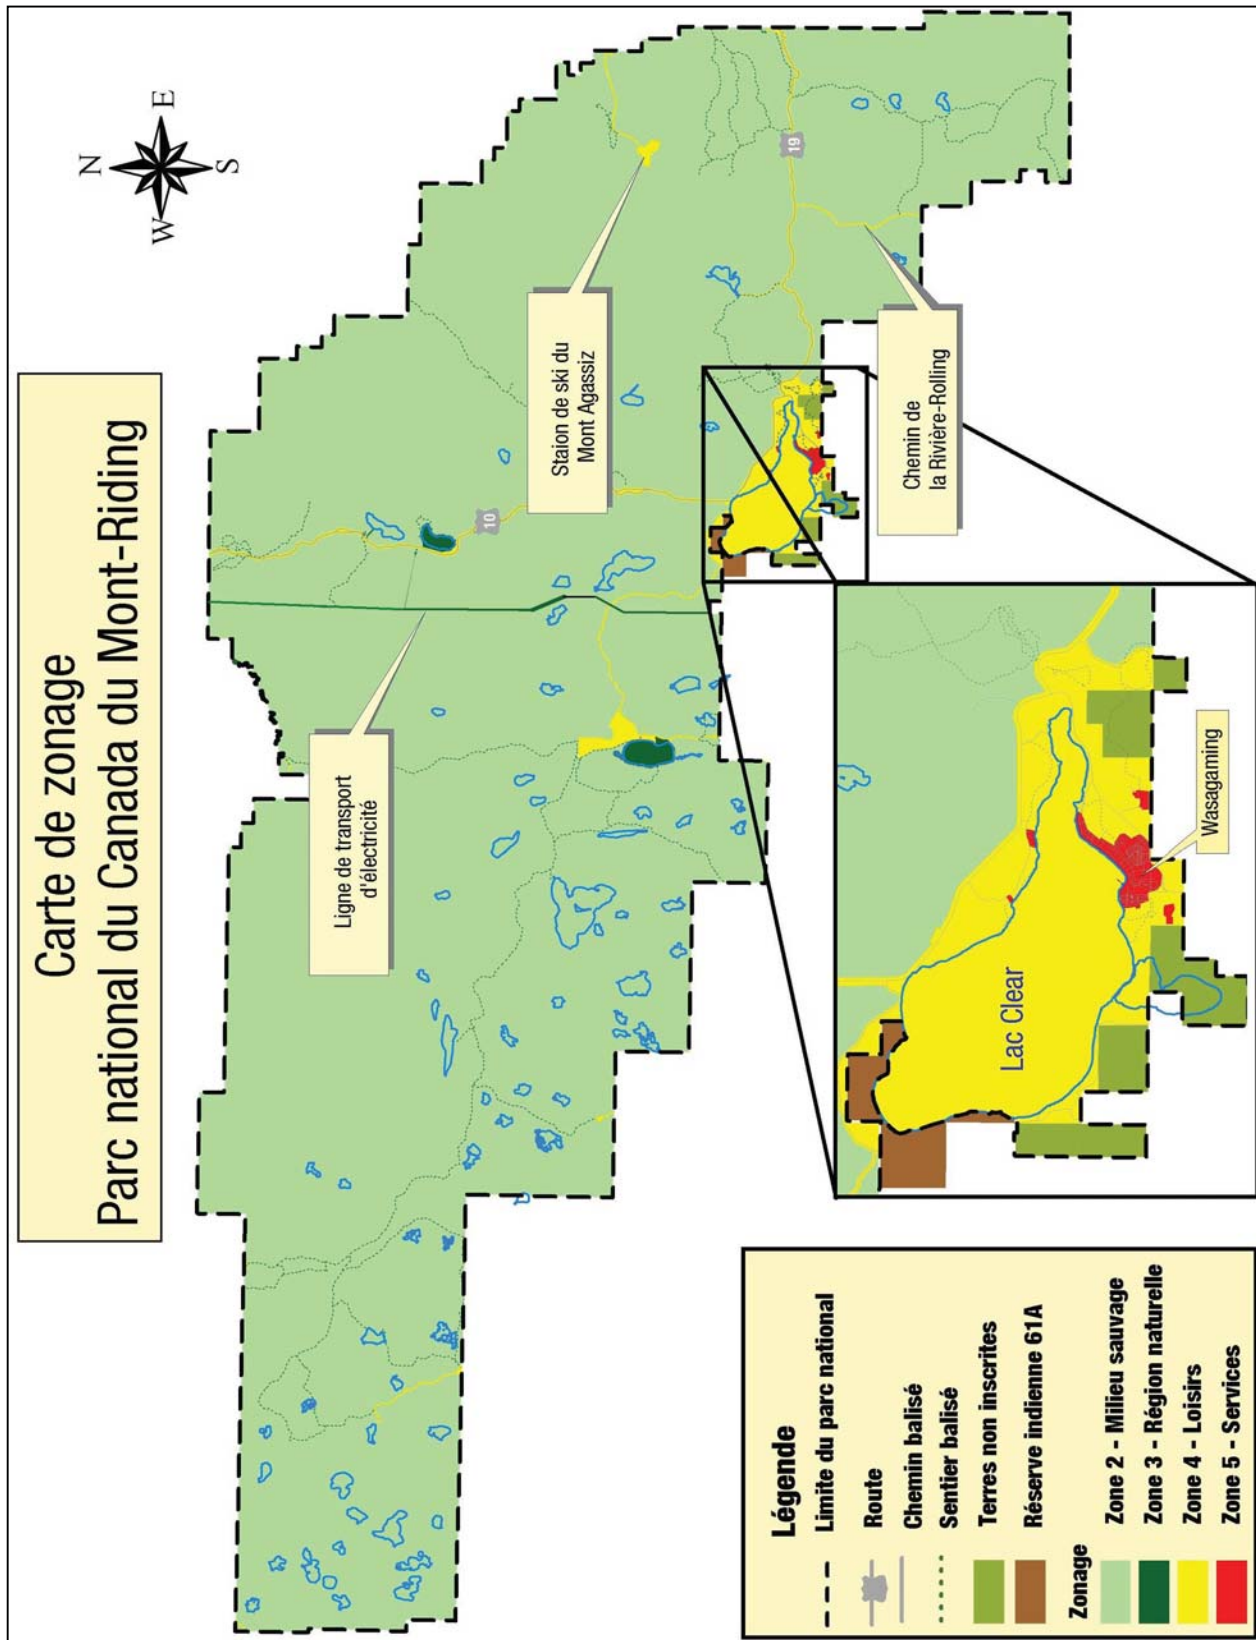 Carte de zonage
Parc national du Canada du Mont-Riding
N
W
E
S
Ligne de transport
d'électricité
Staion de ski du
Mont Agassiz
Chemin de
la Rivière-Rolling
10
19
Lac Clear
Wasagaming
Légende
Limite du parc national
Route
Chemin balisé
Sentier balisé
Terres non inscrites
Réserve indienne 61A
Zonage
Zone 2 - Milieu sauvage
Zone 3 - Région naturelle
Zone 4 - Loisirs
Zone 5 - Services